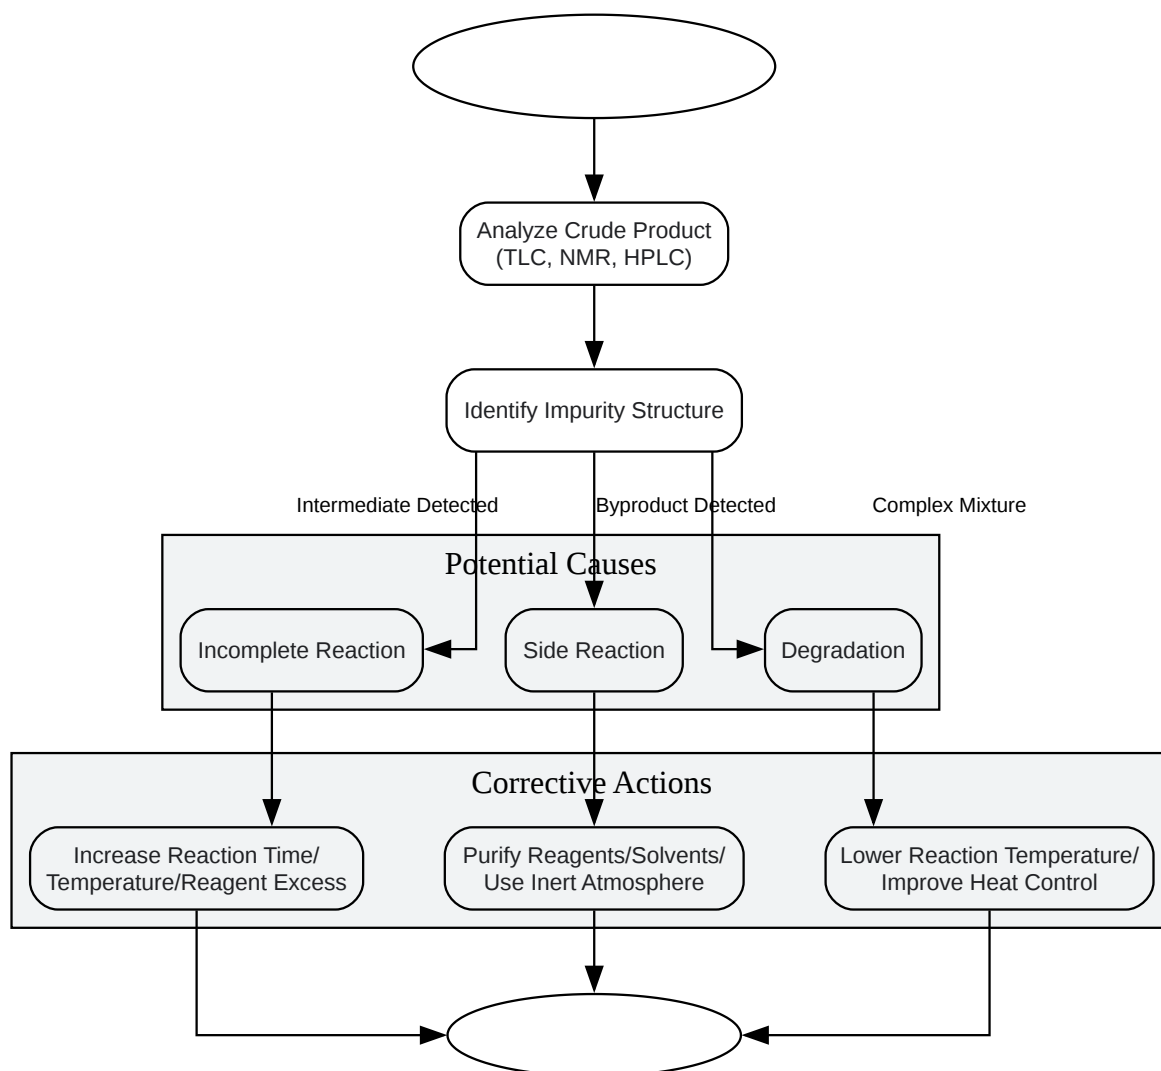 Analyze Crude Product
(TLC, NMR, HPLC)
Identify Impurity Structure
Intermediate Detected
Byproduct Detected
Complex Mixture
Potential Causes
Incomplete Reaction
Side Reaction
Degradation
Corrective Actions
Increase Reaction Time/
Temperature/Reagent Excess
Purify Reagents/Solvents/
Use Inert Atmosphere
Lower Reaction Temperature/
Improve Heat Control